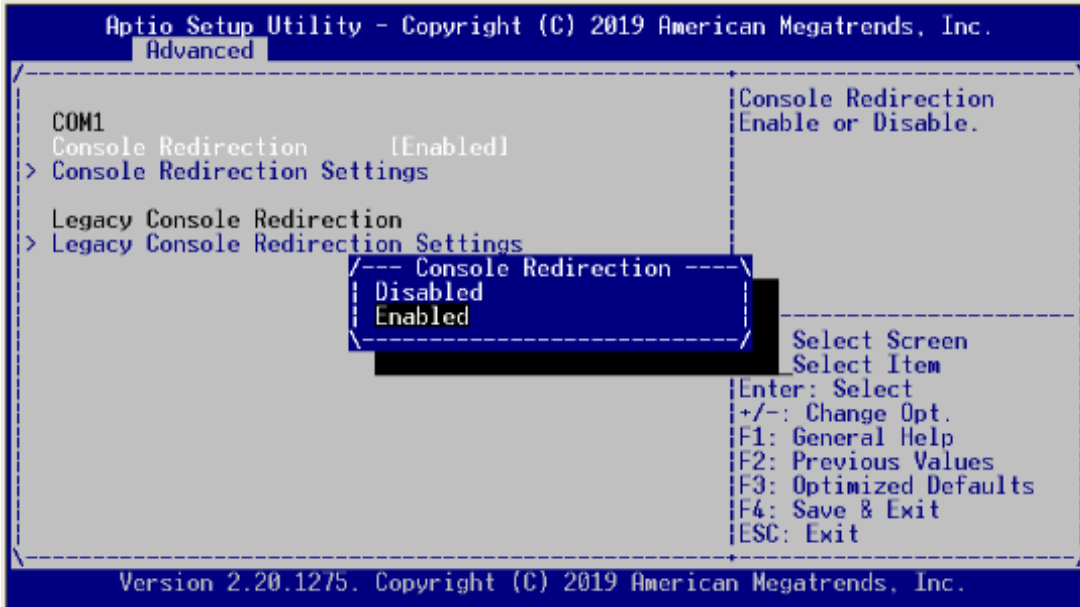 Aptio Setup Utility - Copyright (C) 2019 American Megatrends, Inc.
Advanced
COM1
Console Redirection [Enabled]
> Console Redirection Settings
Legacy Console Redirection
> Legacy Console Redirection Settings
Console Redirection
Disabled
Enabled
Console Redirection
Enable or Disable.
Select Screen
Select Item
Enter: Select
+/-: Change Opt.
F1: General Help
F2: Previous Values
F3: Optimized Defaults
F4: Save & Exit
ESC: Exit
Version 2.20.1275. Copyright (C) 2019 American Megatrends, Inc.